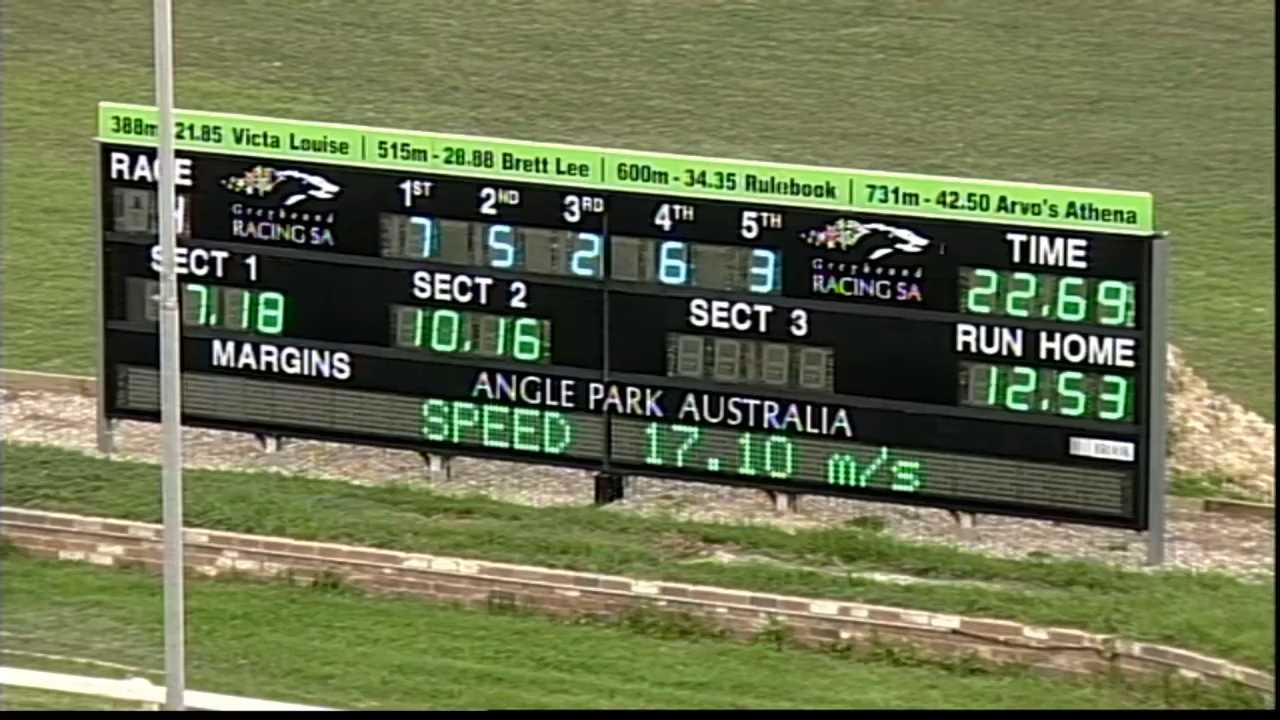 388m - 21.85 Victa Louise | 515m - 28.88 Brett Lee | 600m - 34.35 Rulebook | 731m - 42.50 Arvo's Athena
RACE 1ST 2ND 3RD 4TH 5TH TIME
Greyhound RACING SA
7 5 2 6 3
Greyhound RACING SA
22.69
SECT 1 SECT 2 SECT 3 RUN HOME
7.18 10.16 12.53
MARGINS
ANGLE PARK AUSTRALIA
SPEED 17.10 m/s